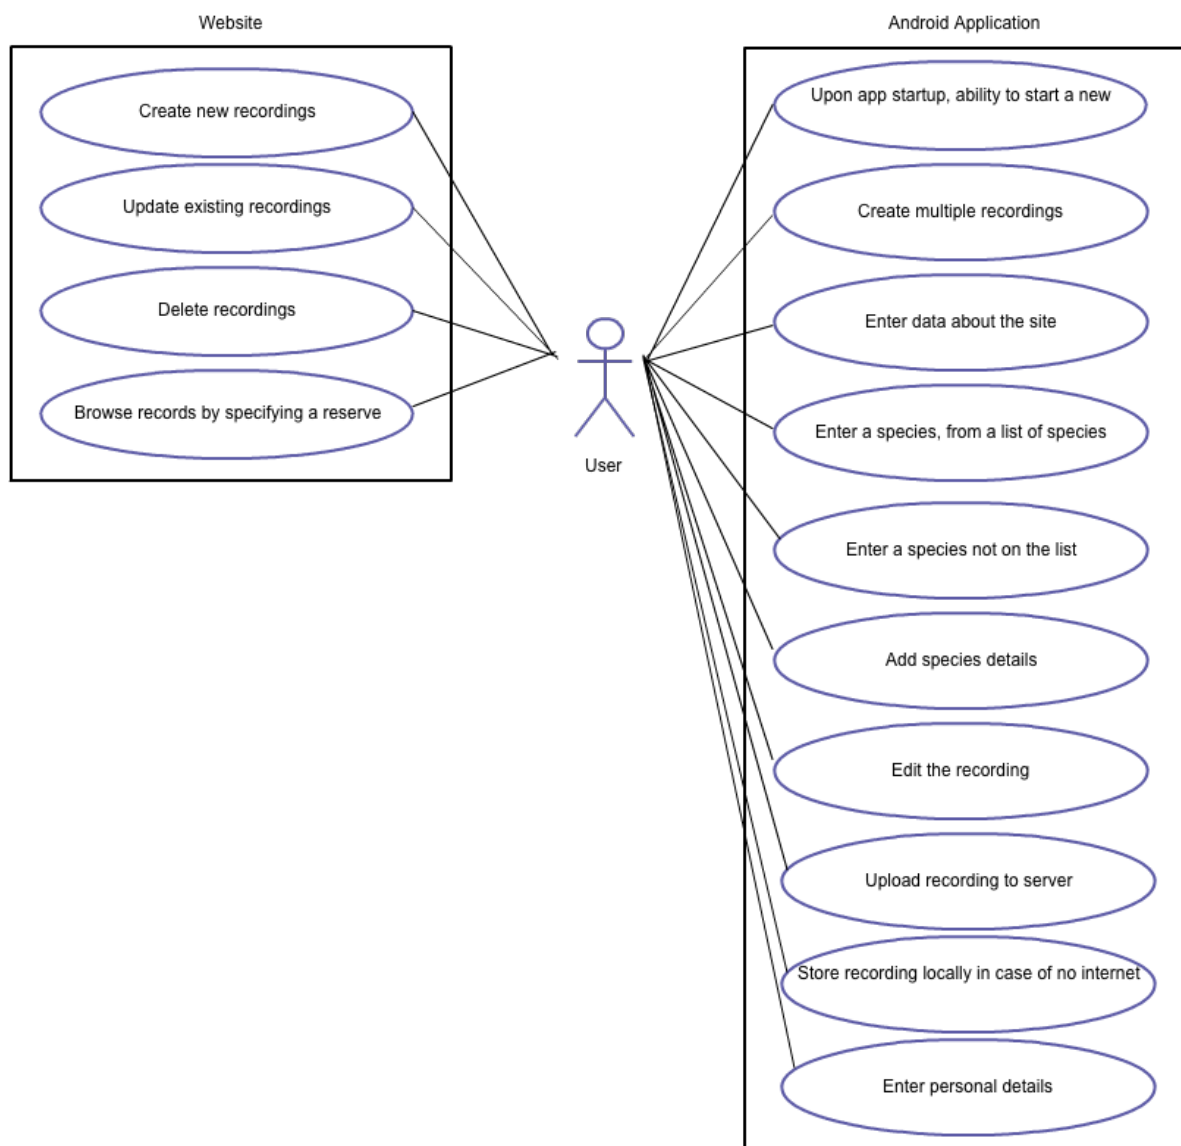 Website
Create new recordings
Update existing recordings
Delete recordings
Browse records by specifying a reserve
User
Android Application
Upon app startup, ability to start a new
Create multiple recordings
Enter data about the site
Enter a species, from a list of species
Enter a species not on the list
Add species details
Edit the recording
Upload recording to server
Store recording locally in case of no internet
Enter personal details